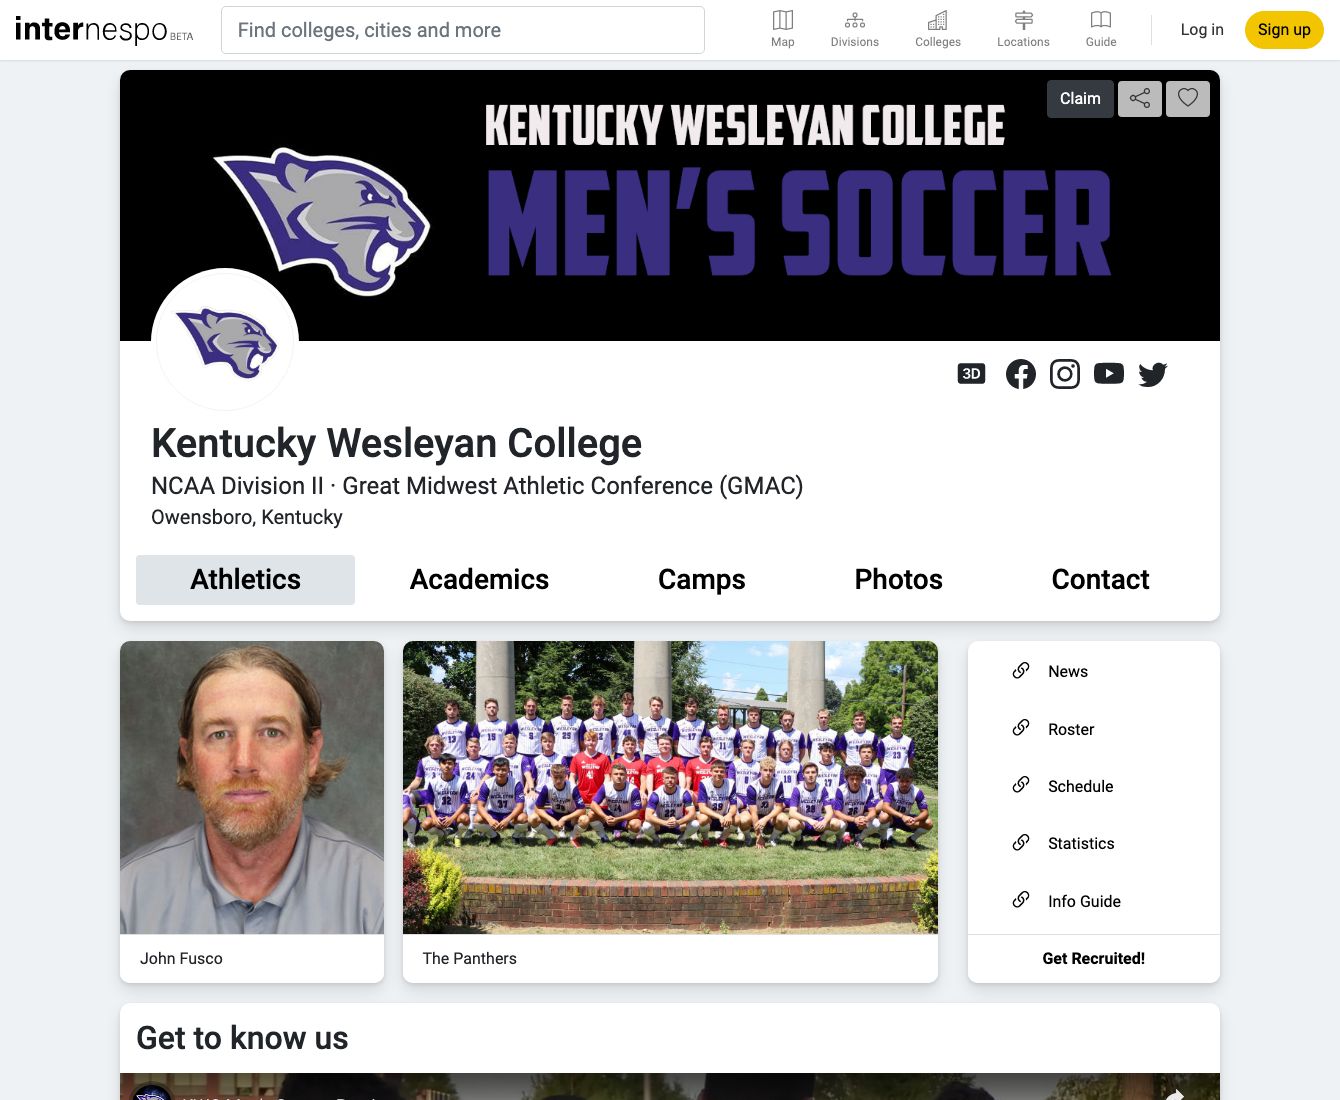 internespo BETA
Find colleges, cities and more
Map
Divisions
Colleges
Locations
Guide
Log in
Sign up
Claim
KENTUCKY WESLEYAN COLLEGE
MEN'S SOCCER
3D
Kentucky Wesleyan College
NCAA Division II · Great Midwest Athletic Conference (GMAC)
Owensboro, Kentucky
Athletics
Academics
Camps
Photos
Contact
News
Roster
Schedule
Statistics
Info Guide
John Fusco
The Panthers
Get Recruited!
Get to know us